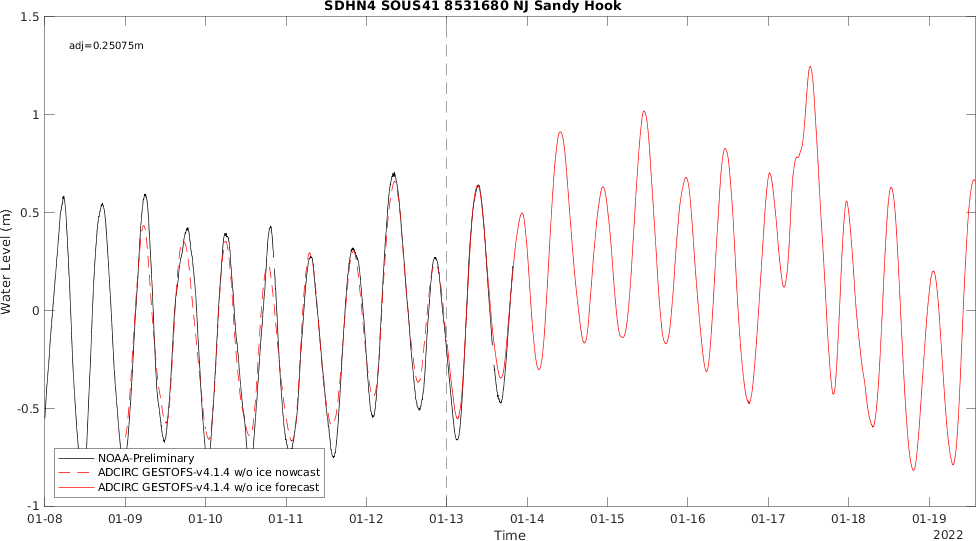 SDHN4 SOUS41 8531680 NJ Sandy Hook
1.5
adj=0.25075m
1
0.5
Water Level (m)
0
-0.5
NOAA-Preliminary
ADCIRC GESTOFS-v4.1.4 w/o ice nowcast
ADCIRC GESTOFS-v4.1.4 w/o ice forecast
-1
01-08 01-09 01-10 01-11 01-12 01-13 01-14 01-15 01-16 01-17 01-18 01-19
Time
2022